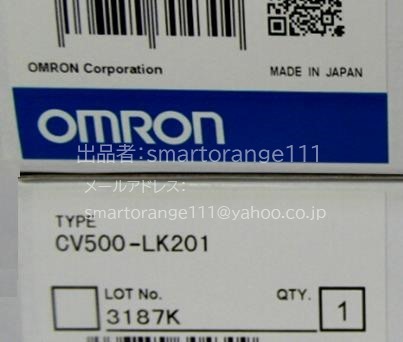 OMRON Corporation
MADE IN JAPAN
OMRON
出品者：smartorange111
メールアドレス：
smartorange111@yahoo.co.jp
TYPE
CV500-LK201
LOT No.
QTY.
3187K
1